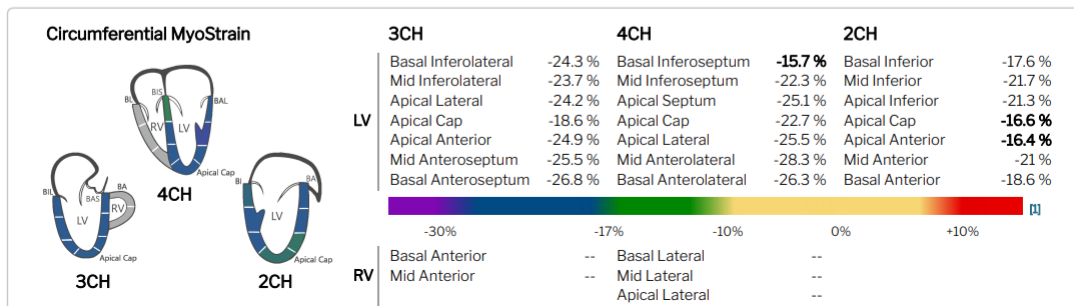 Circumferential MyoStrain
3CH 4CH 2CH
LV
Basal Inferolateral -24.3 % Basal Inferoseptum -15.7 % Basal Inferior -17.6 %
Mid Inferolateral -23.7 % Mid Inferoseptum -22.3 % Mid Inferior -21.7 %
Apical Lateral -24.2 % Apical Septum -25.1 % Apical Inferior -21.3 %
Apical Cap -18.6 % Apical Cap -22.7 % Apical Cap -16.6 %
Apical Anterior -24.9 % Apical Lateral -25.5 % Apical Anterior -16.4 %
Mid Anteroseptum -25.5 % Mid Anterolateral -28.3 % Mid Anterior -21 %
Basal Anteroseptum -26.8 % Basal Anterolateral -26.3 % Basal Anterior -18.6 %
[1]
-30% -17% -10% 0% +10%
RV
Basal Anterior -- Basal Lateral --
Mid Anterior -- Mid Lateral --
Apical Lateral --
BIS
BL BAL
RV LV
Apical Cap
4CH
BIL BAS BA
LV RV
Apical Cap
3CH
BI BA
LV
Apical Cap
2CH